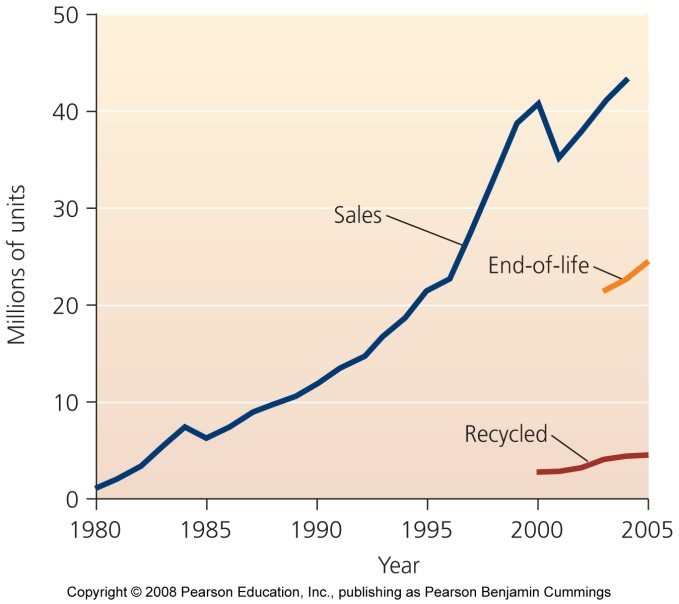 50
40
Sales
30
End-of-life
Millions of units
20
10
Recycled
0
1980 1985 1990 1995 2000 2005
Year
Copyright © 2008 Pearson Education, Inc., publishing as Pearson Benjamin Cummings